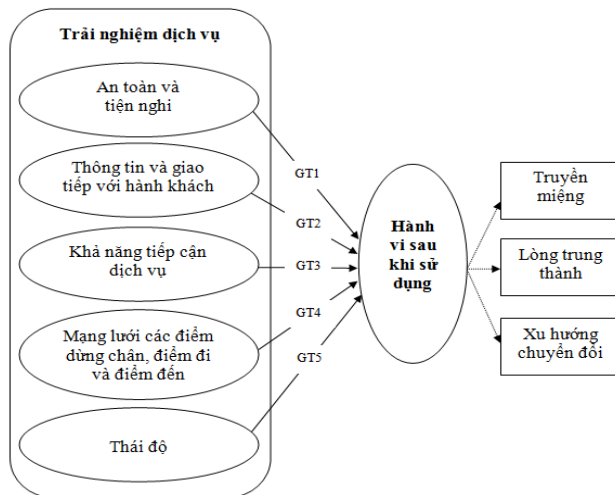 Trải nghiệm dịch vụ
An toàn và
tiện nghi
Thông tin và giao
tiếp với hành khách
Khả năng tiếp cận
dịch vụ
Mạng lưới các điểm
dừng chân, điểm đi
và điểm đến
Thái độ
GT1
GT2
GT3
GT4
GT5
Hành
vi sau
khi sử
dụng
Truyền
miệng
Lòng trung
thành
Xu hướng
chuyển đổi